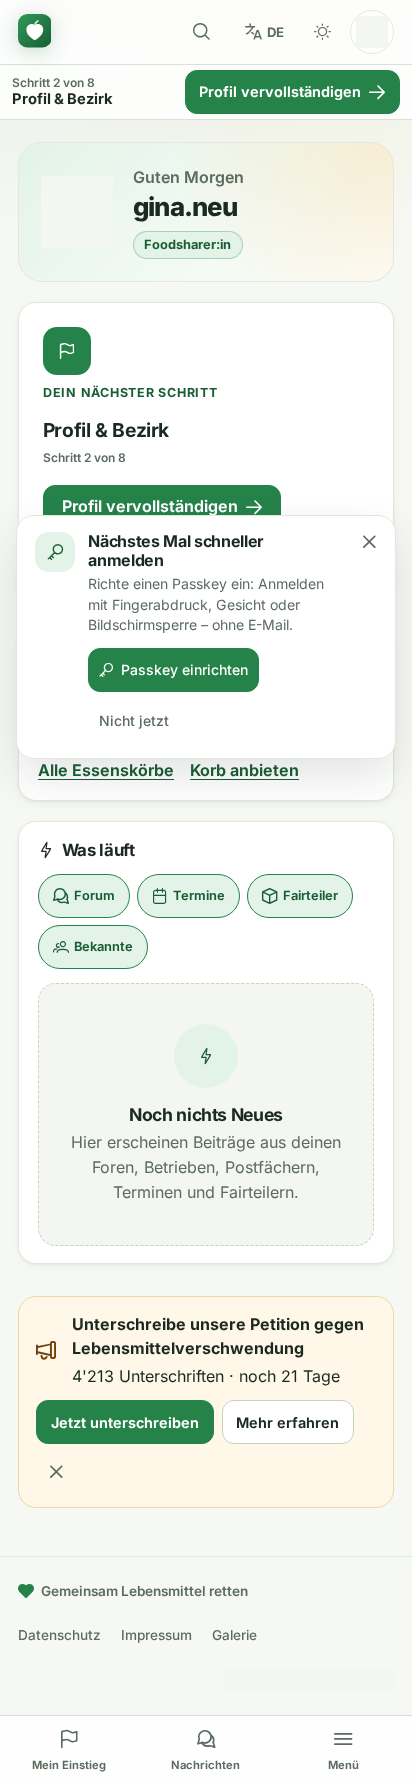 DE
Schritt 2 von 8
Profil & Bezirk
Profil vervollständigen
Guten Morgen
gina.neu
Foodsharer:in
DEIN NÄCHSTER SCHRITT
Profil & Bezirk
Schritt 2 von 8
Profil vervollständigen
Nächstes Mal schneller
anmelden
Richte einen Passkey ein: Anmelden
mit Fingerabdruck, Gesicht oder
Bildschirmsperre – ohne E-Mail.
Passkey einrichten
Nicht jetzt
Alle Essenskörbe Korb anbieten
Was läuft
Forum Termine Fairteiler
Bekannte
Noch nichts Neues
Hier erscheinen Beiträge aus deinen
Foren, Betrieben, Postfächern,
Terminen und Fairteilern.
Unterschreibe unsere Petition gegen
Lebensmittelverschwendung
4'213 Unterschriften · noch 21 Tage
Jetzt unterschreiben Mehr erfahren
Gemeinsam Lebensmittel retten
Datenschutz Impressum Galerie
Mein Einstieg Nachrichten Menü